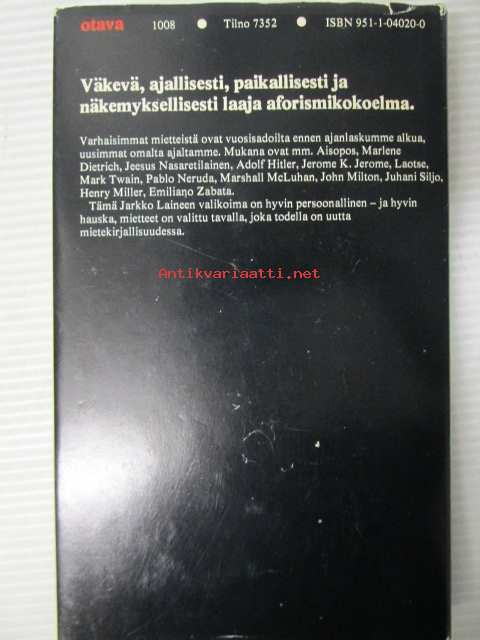 otava 1008 ● Tilno 7352 ● ISBN 951-1-04020-0
Väkevä, ajallisesti, paikallisesti ja
näkemyksellisesti laaja aforismikokoelma.
Varhaisimmat mietteistä ovat vuosisadoilta ennen ajanlaskumme alkua,
uusimmat omalta ajaltamme. Mukana ovat mm. Aisopos, Marlene
Dietrich, Jeesus Nasaretilainen, Adolf Hitler, Jerome K. Jerome, Laotse,
Mark Twain, Pablo Neruda, Marshall McLuhan, John Milton, Juhani Siljo,
Henry Miller, Emiliano Zabata.
Tämä Jarkko Laineen valikoima on hyvin persoonallinen – ja hyvin
hauska, mietteet on valittu tavalla, joka todella on uutta
mietekirjallisuudessa.
Antikvariaatti.net